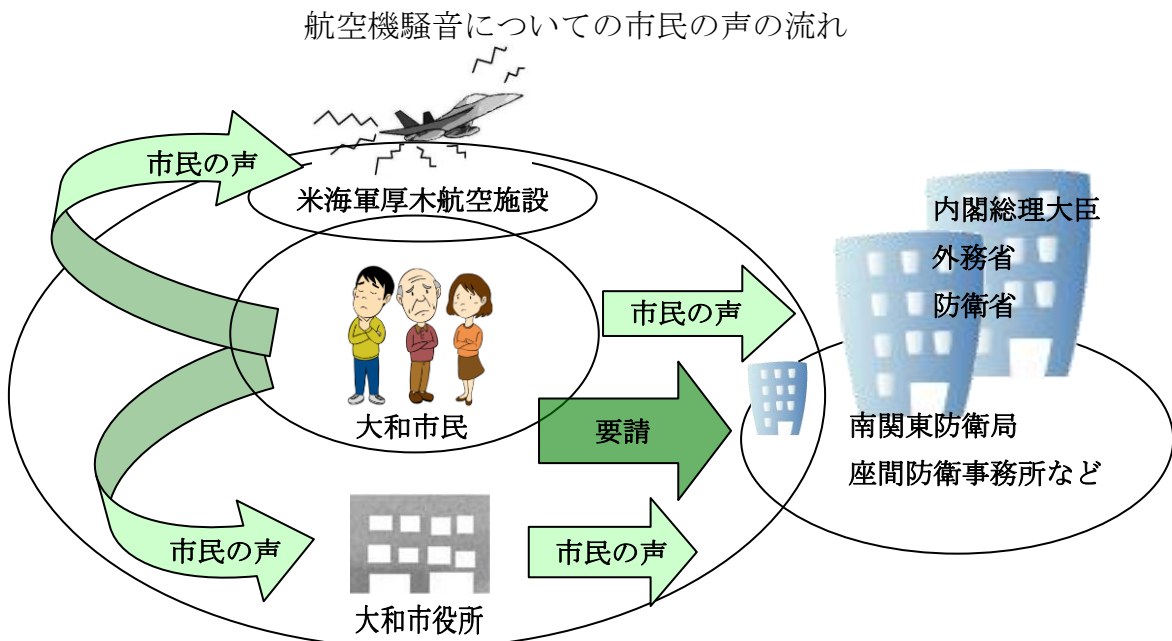 航空機騒音についての市民の声の流れ
市民の声
米海軍厚木航空施設
内閣総理大臣
外務省
防衛省
市民の声
大和市民
要請
南関東防衛局
座間防衛事務所など
市民の声
市民の声
大和市役所